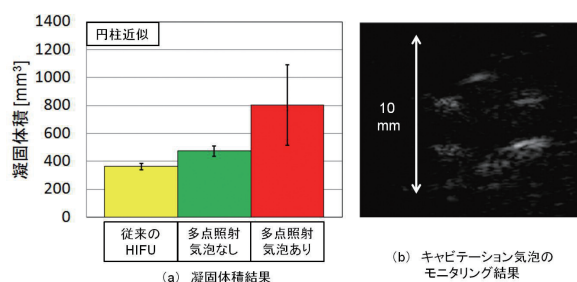 円柱近似
凝固体積 [mm³]
1400
1200
1000
800
600
400
200
0
従来の
HIFU
多点照射
気泡なし
多点照射
気泡あり
(a) 凝固体積結果
10
mm
(b) キャビテーション気泡の
モニタリング結果